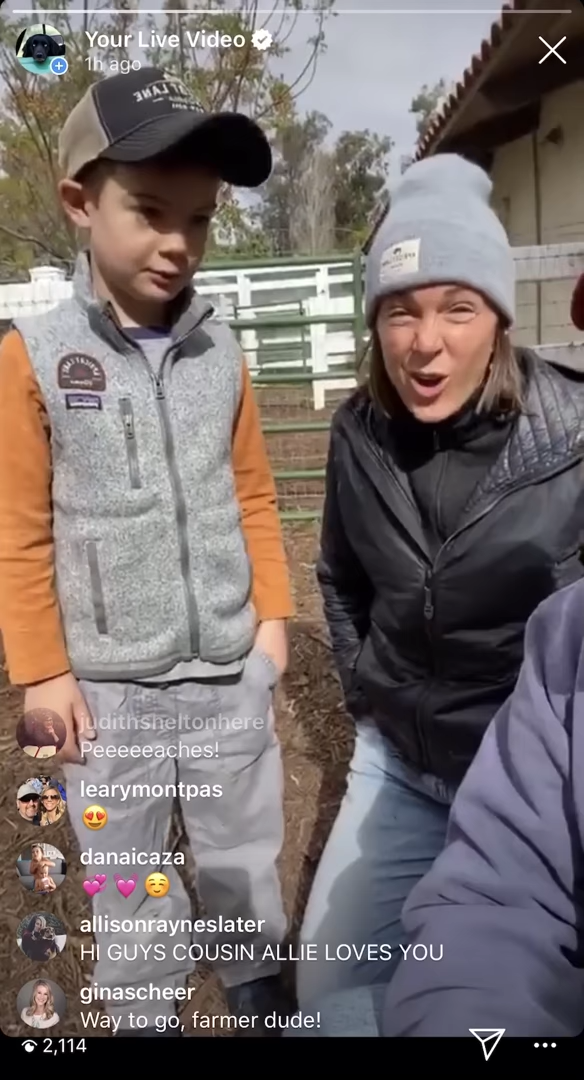 Your Live Video
1h ago
judithsheltonhere
Peeeeeaches!
learymontpas
😍
danaicaza
💞 💓 ☺️
allisonrayneslater
HI GUYS COUSIN ALLIE LOVES YOU
ginascheer
Way to go, farmer dude!
2,114